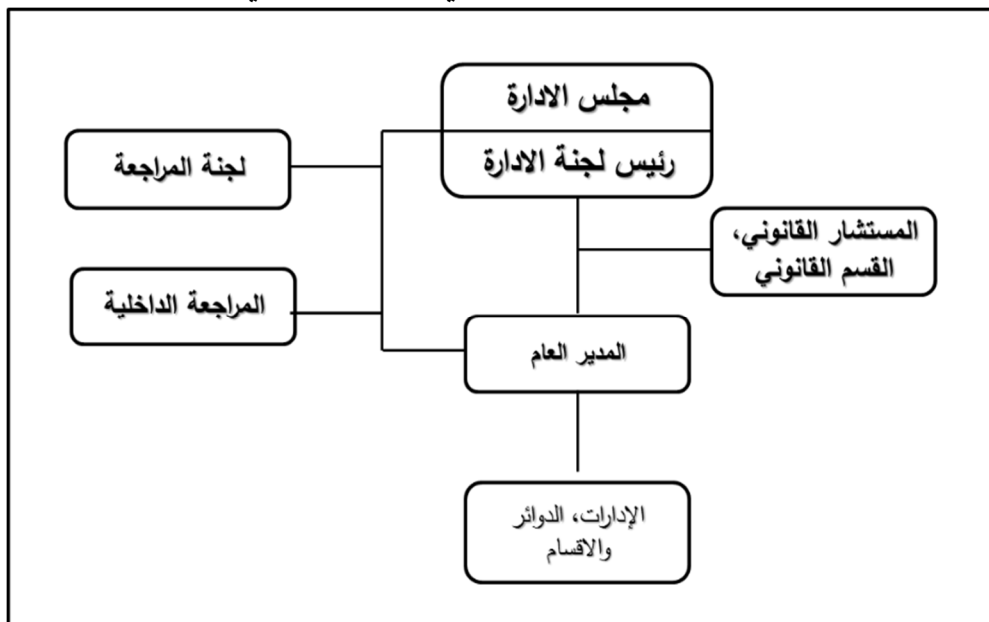 مجلس الادارة
رئيس لجنة الادارة
لجنة المراجعة
المستشار القانوني،
القسم القانوني
المراجعة الداخلية
المدير العام
الإدارات، الدوائر
والاقسام